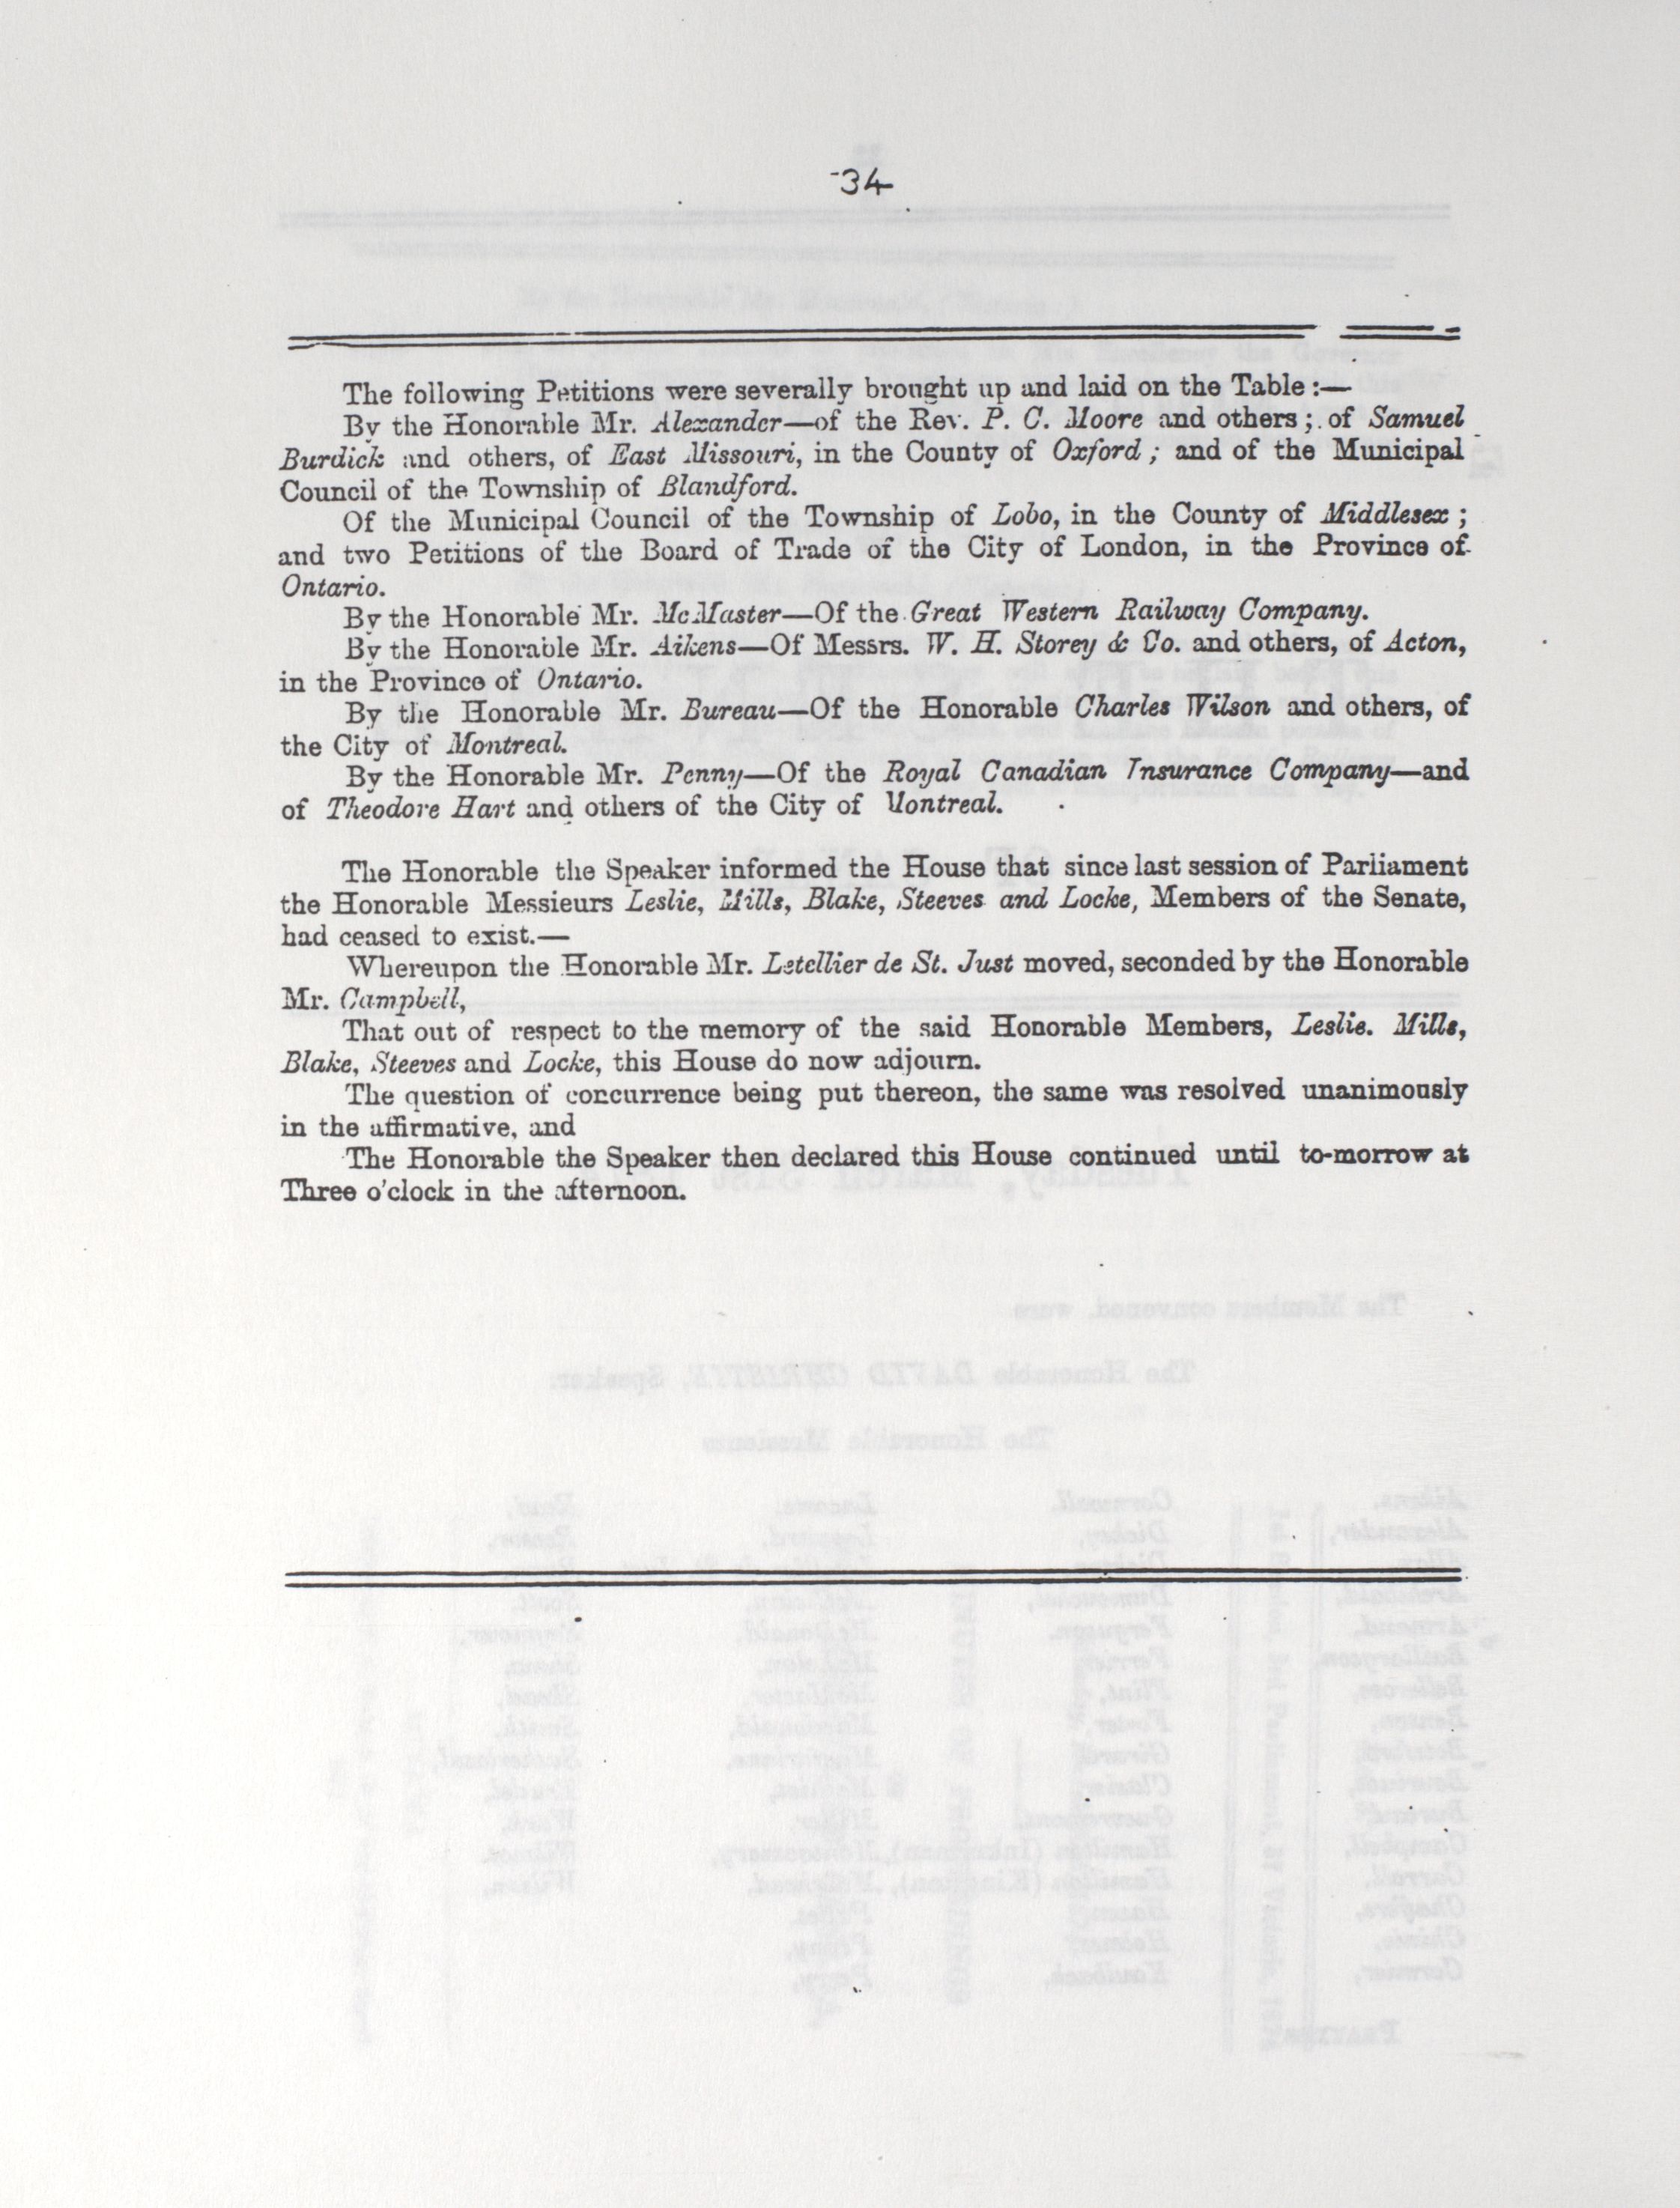 34
The following Petitions were severally brought up and laid on the Table :—
By the Honorable Mr. Alexander—of the Rev. P. C. Moore and others ; of Samuel
Burdick and others, of East Missouri, in the County of Oxford ; and of the Municipal
Council of the Township of Blandford.
Of the Municipal Council of the Township of Lobo, in the County of Middlesex ;
and two Petitions of the Board of Trade of the City of London, in the Province of
Ontario.
By the Honorable Mr. McMaster—Of the Great Western Railway Company.
By the Honorable Mr. Aikens—Of Messrs. W. H. Storey & Co. and others, of Acton,
in the Province of Ontario.
By the Honorable Mr. Bureau—Of the Honorable Charles Wilson and others, of
the City of Montreal.
By the Honorable Mr. Penny—Of the Royal Canadian Insurance Company—and
of Theodore Hart and others of the City of Montreal.
The Honorable the Speaker informed the House that since last session of Parliament
the Honorable Messieurs Leslie, Mills, Blake, Steeves and Locke, Members of the Senate,
had ceased to exist.—
Whereupon the Honorable Mr. Letellier de St. Just moved, seconded by the Honorable
Mr. Campbell,
That out of respect to the memory of the said Honorable Members, Leslie. Mills,
Blake, Steeves and Locke, this House do now adjourn.
The question of concurrence being put thereon, the same was resolved unanimously
in the affirmative, and
The Honorable the Speaker then declared this House continued until to-morrow at
Three o'clock in the afternoon.